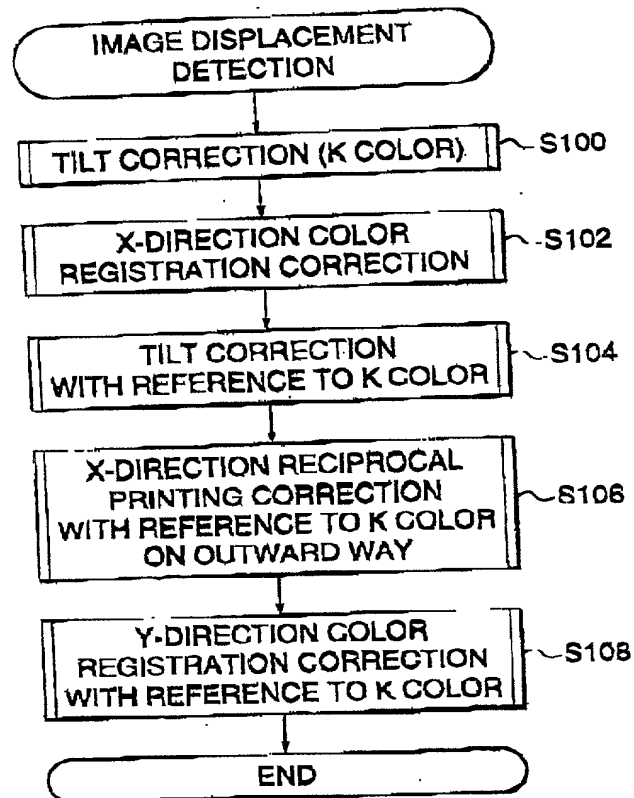 IMAGE DISPLACEMENT
DETECTION
TILT CORRECTION (K COLOR)
S100
X-DIRECTION COLOR
REGISTRATION CORRECTION
S102
TILT CORRECTION
WITH REFERENCE TO K COLOR
S104
X-DIRECTION RECIPROCAL
PRINTING CORRECTION
WITH REFERENCE TO K COLOR
ON OUTWARD WAY
S106
Y-DIRECTION COLOR
REGISTRATION CORRECTION
WITH REFERENCE TO K COLOR
S108
END